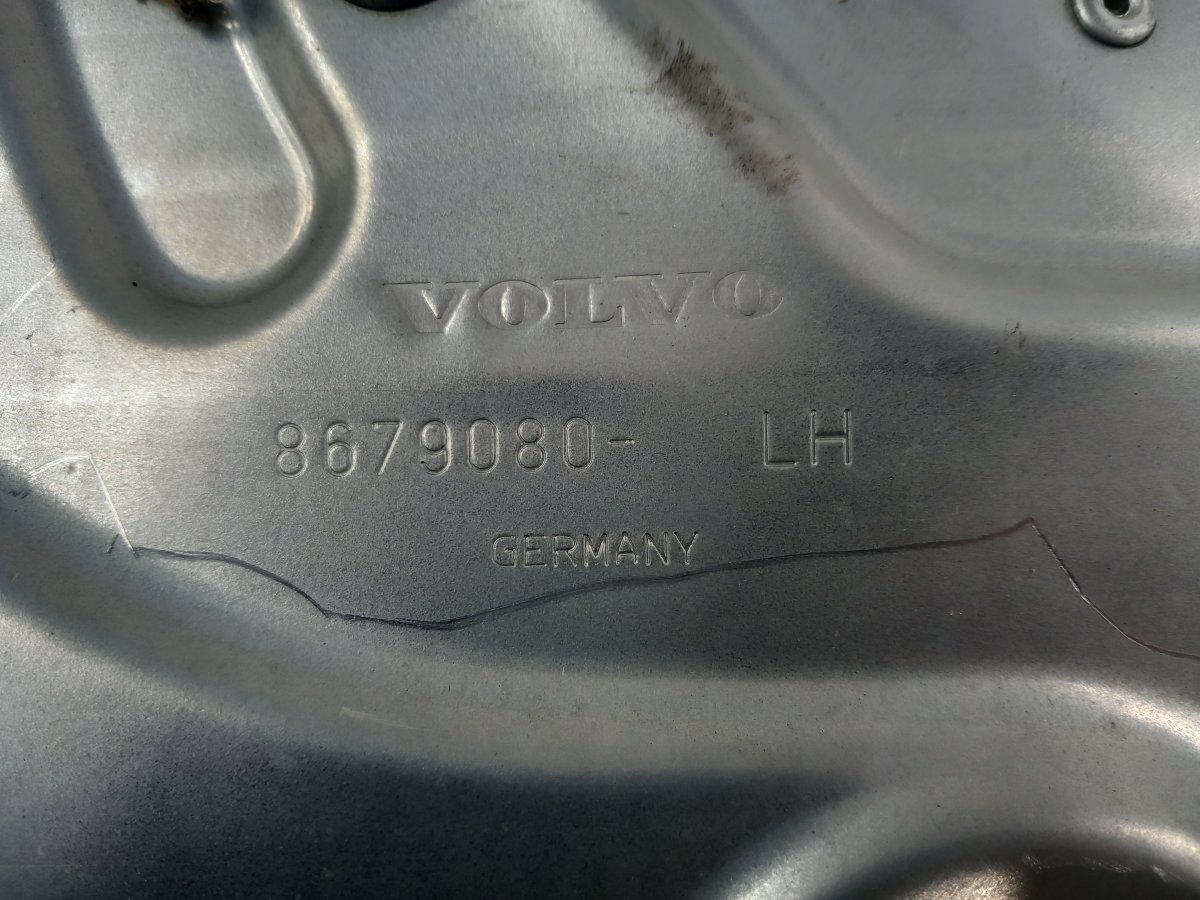 VOLVO
8679080- LH
GERMANY